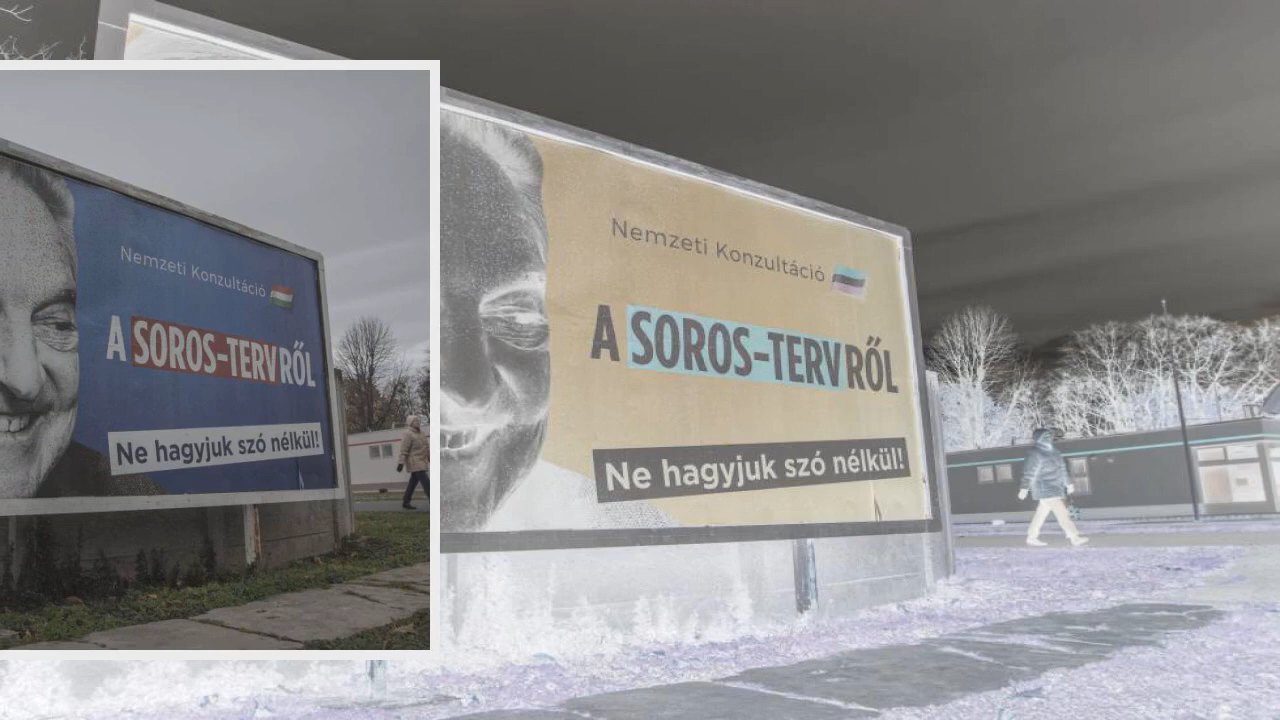 Nemzeti Konzultáció
A SOROS-TERVRŐL
Ne hagyjuk szó nélkül!
Nemzeti Konzultáció
A SOROS-TERVRŐL
Ne hagyjuk szó nélkül!